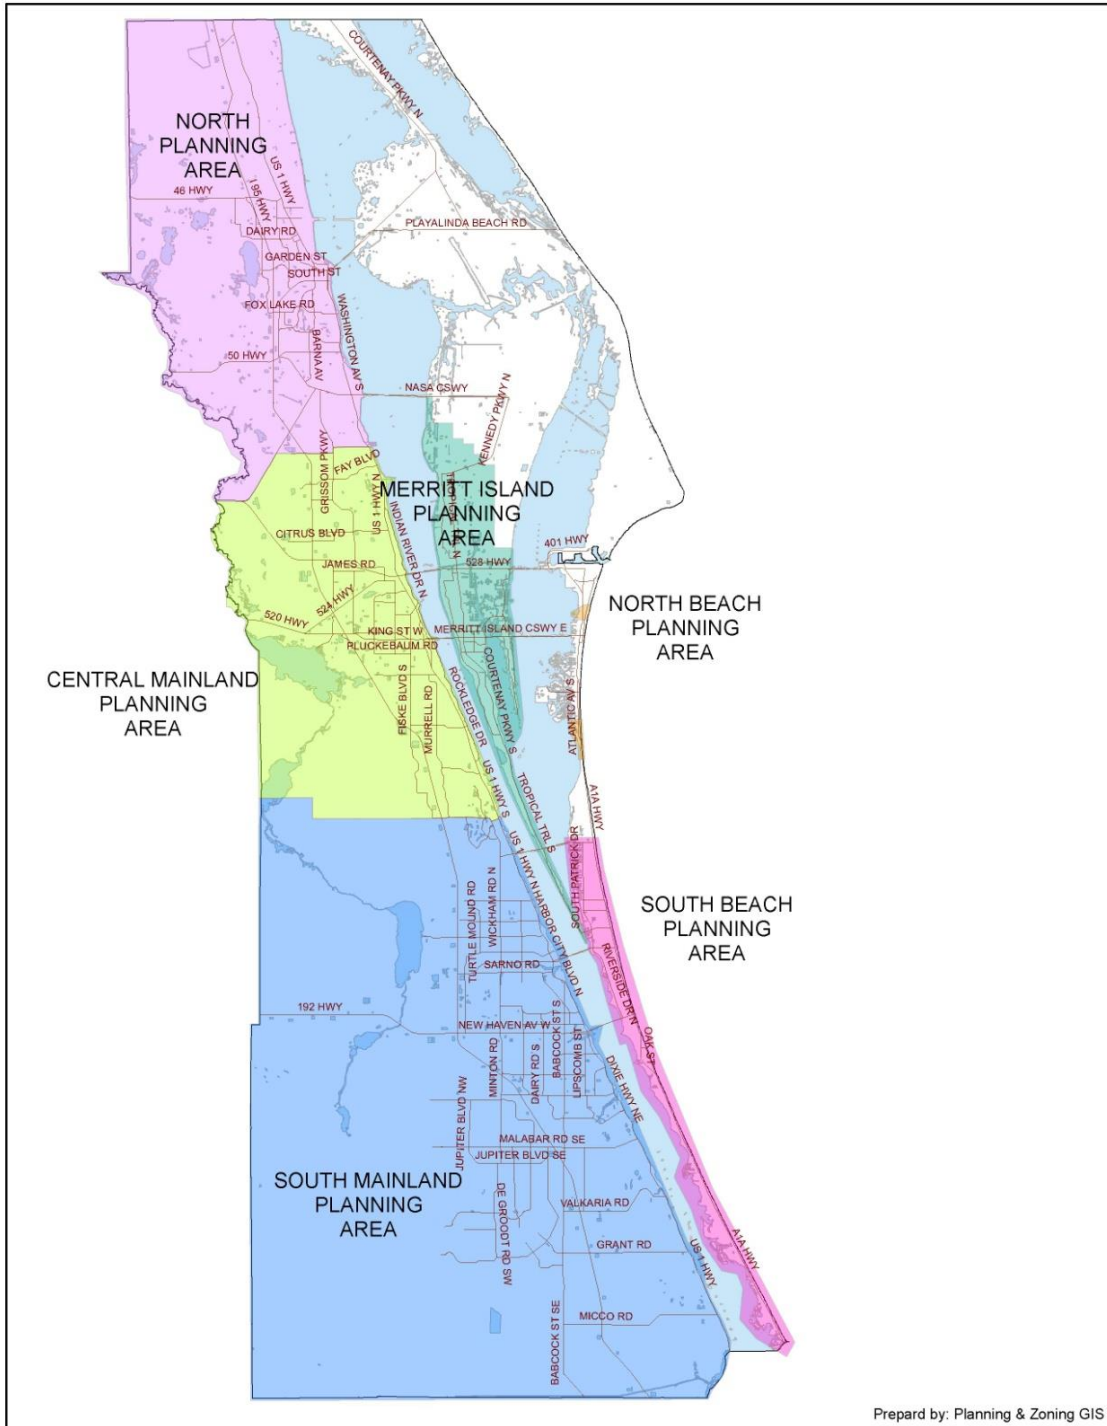 COURTENAY PKWY N
NORTH
PLANNING
AREA
US 1 HWY
I 95 HWY
46 HWY
PLAYALINDA BEACH RD
DAIRY RD
GARDEN ST
SOUTH ST
FOX LAKE RD
WASHINGTON AV S
BARNA AV
50 HWY
NASA CSWY
KENNEDY PKWY N
GRISSOM PKWY
FAY BLVD
US 1 HWY N
MERRITT ISLAND
PLANNING
AREA
INDIAN RIVER DR N
CITRUS BLVD
401 HWY
JAMES RD
528 HWY
524 HWY
520 HWY
NORTH BEACH
PLANNING
AREA
KING ST W
MERRITT ISLAND CSWY E
PLUCKEBAUM RD
CENTRAL MAINLAND
PLANNING
AREA
FISKE BLVD S
MURRELL RD
ROCKLEDGE DR
COURTENAY PKWY S
ATLANTIC AV S
US 1 HWY S
TROPICAL TRL S
A1A HWY
US 1 HWY N
HARBOR CITY BLVD N
SOUTH PATRICK DR
SOUTH BEACH
PLANNING
AREA
TURTLE MOUND RD
WICKHAM RD N
SARNO RD
RIVERSIDE DR N
192 HWY
NEW HAVEN AV W
BABCOCK ST S
OAK ST
MINTON RD
DAIRY RD S
LIPSCOMB ST
DIXIE HWY NE
JUPITER BLVD NW
MALABAR RD SE
JUPITER BLVD SE
SOUTH MAINLAND
PLANNING
AREA
DE GROODT RD SW
VALKARIA RD
GRANT RD
US 1 HWY
A1A HWY
MICCO RD
BABCOCK ST SE
Prepard by: Planning & Zoning GIS